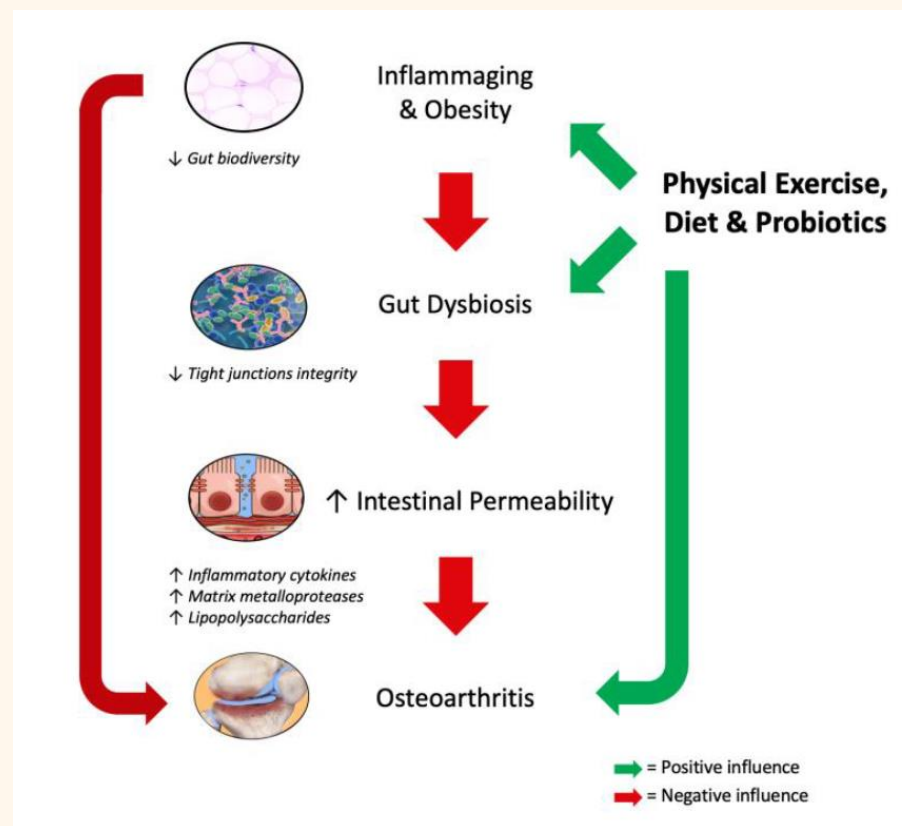 Inflammaging
& Obesity
↓ Gut biodiversity
Physical Exercise,
Diet & Probiotics
Gut Dysbiosis
↓ Tight junctions integrity
↑ Intestinal Permeability
↑ Inflammatory cytokines
↑ Matrix metalloproteases
↑ Lipopolysaccharides
Osteoarthritis
= Positive influence
= Negative influence